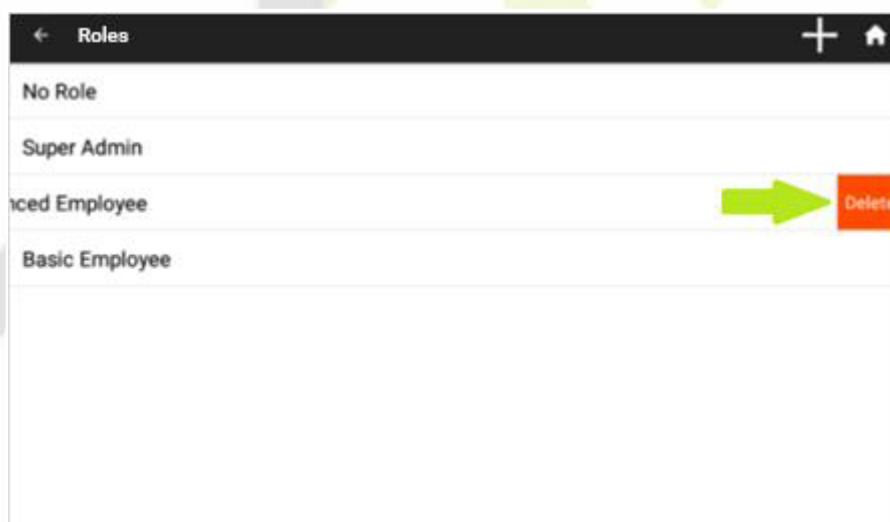 Roles
No Role
Super Admin
nced Employee
Delete
Basic Employee